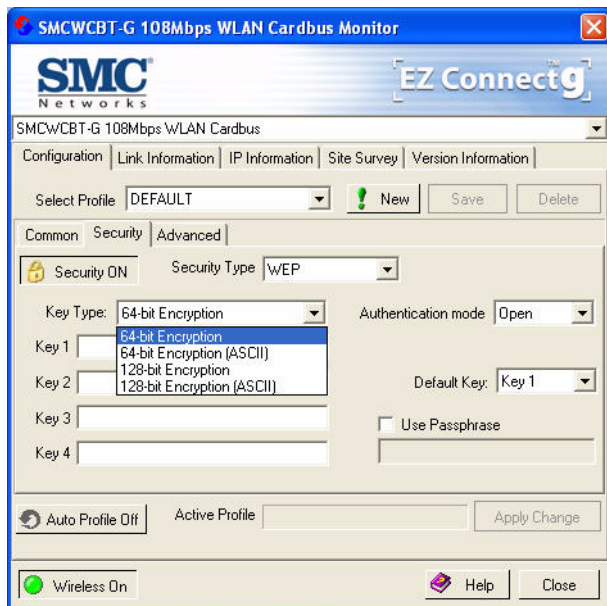 SMCWCBT-G 108Mbps WLAN Cardbus Monitor
SMC®
Networks
EZ Connect™ g
SMCWCBT-G 108Mbps WLAN Cardbus
Configuration Link Information IP Information Site Survey Version Information
Select Profile DEFAULT New Save Delete
Common Security Advanced
Security ON Security Type WEP
Key Type: 64-bit Encryption Authentication mode Open
64-bit Encryption
64-bit Encryption (ASCII)
128-bit Encryption
128-bit Encryption (ASCII)
Key 1
Key 2 Default Key: Key 1
Key 3 Use Passphrase
Key 4
Auto Profile Off Active Profile Apply Change
Wireless On Help Close